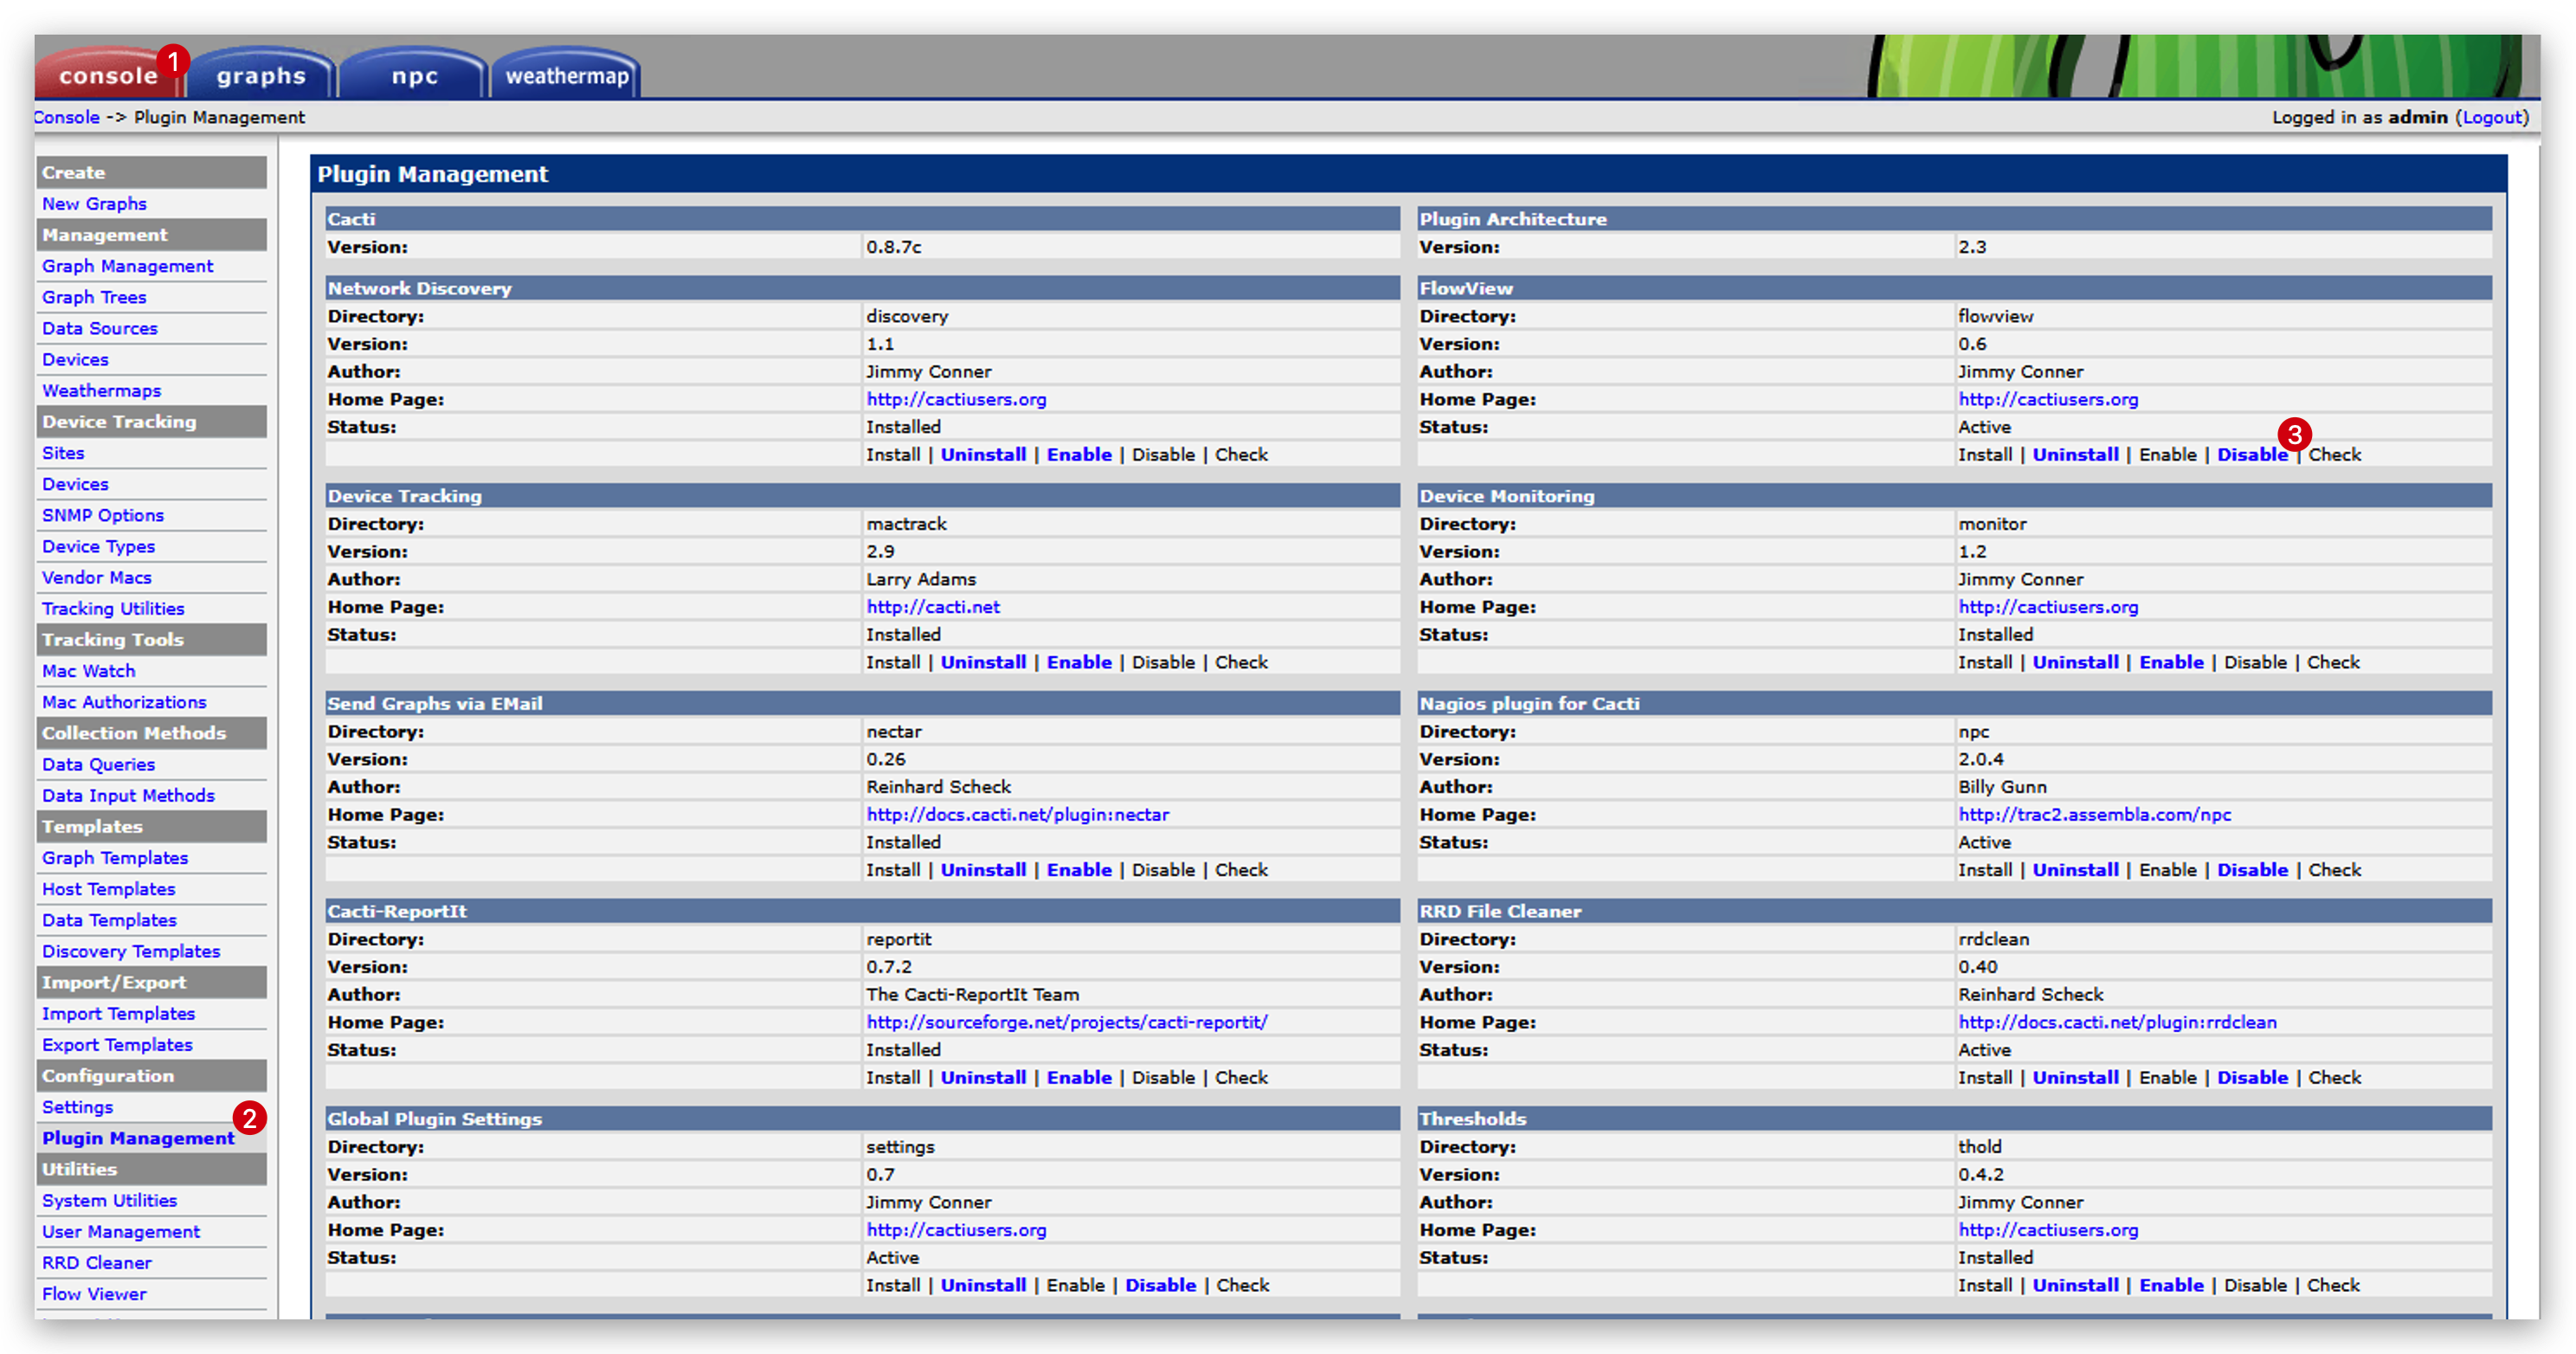 console 1 graphs npc weathermap
Console -> Plugin Management
Logged in as admin (Logout)
Create
New Graphs
Management
Graph Management
Graph Trees
Data Sources
Devices
Weathermaps
Device Tracking
Sites
Devices
SNMP Options
Device Types
Vendor Macs
Tracking Utilities
Tracking Tools
Mac Watch
Mac Authorizations
Collection Methods
Data Queries
Data Input Methods
Templates
Graph Templates
Host Templates
Data Templates
Discovery Templates
Import/Export
Import Templates
Export Templates
Configuration
Settings
2
Plugin Management
Utilities
System Utilities
User Management
RRD Cleaner
Flow Viewer
Plugin Management
Cacti
Version: 0.8.7c
Plugin Architecture
Version: 2.3
Network Discovery
Directory: discovery
Version: 1.1
Author: Jimmy Conner
Home Page: http://cactiusers.org
Status: Installed
Install | Uninstall | Enable | Disable | Check
FlowView
Directory: flowview
Version: 0.6
Author: Jimmy Conner
Home Page: http://cactiusers.org
Status: Active
3
Install | Uninstall | Enable | Disable | Check
Device Tracking
Directory: mactrack
Version: 2.9
Author: Larry Adams
Home Page: http://cacti.net
Status: Installed
Install | Uninstall | Enable | Disable | Check
Device Monitoring
Directory: monitor
Version: 1.2
Author: Jimmy Conner
Home Page: http://cactiusers.org
Status: Installed
Install | Uninstall | Enable | Disable | Check
Send Graphs via EMail
Directory: nectar
Version: 0.26
Author: Reinhard Scheck
Home Page: http://docs.cacti.net/plugin:nectar
Status: Installed
Install | Uninstall | Enable | Disable | Check
Nagios plugin for Cacti
Directory: npc
Version: 2.0.4
Author: Billy Gunn
Home Page: http://trac2.assembla.com/npc
Status: Active
Install | Uninstall | Enable | Disable | Check
Cacti-ReportIt
Directory: reportit
Version: 0.7.2
Author: The Cacti-ReportIt Team
Home Page: http://sourceforge.net/projects/cacti-reportit/
Status: Installed
Install | Uninstall | Enable | Disable | Check
RRD File Cleaner
Directory: rrdclean
Version: 0.40
Author: Reinhard Scheck
Home Page: http://docs.cacti.net/plugin:rrdclean
Status: Active
Install | Uninstall | Enable | Disable | Check
Global Plugin Settings
Directory: settings
Version: 0.7
Author: Jimmy Conner
Home Page: http://cactiusers.org
Status: Active
Install | Uninstall | Enable | Disable | Check
Thresholds
Directory: thold
Version: 0.4.2
Author: Jimmy Conner
Home Page: http://cactiusers.org
Status: Installed
Install | Uninstall | Enable | Disable | Check